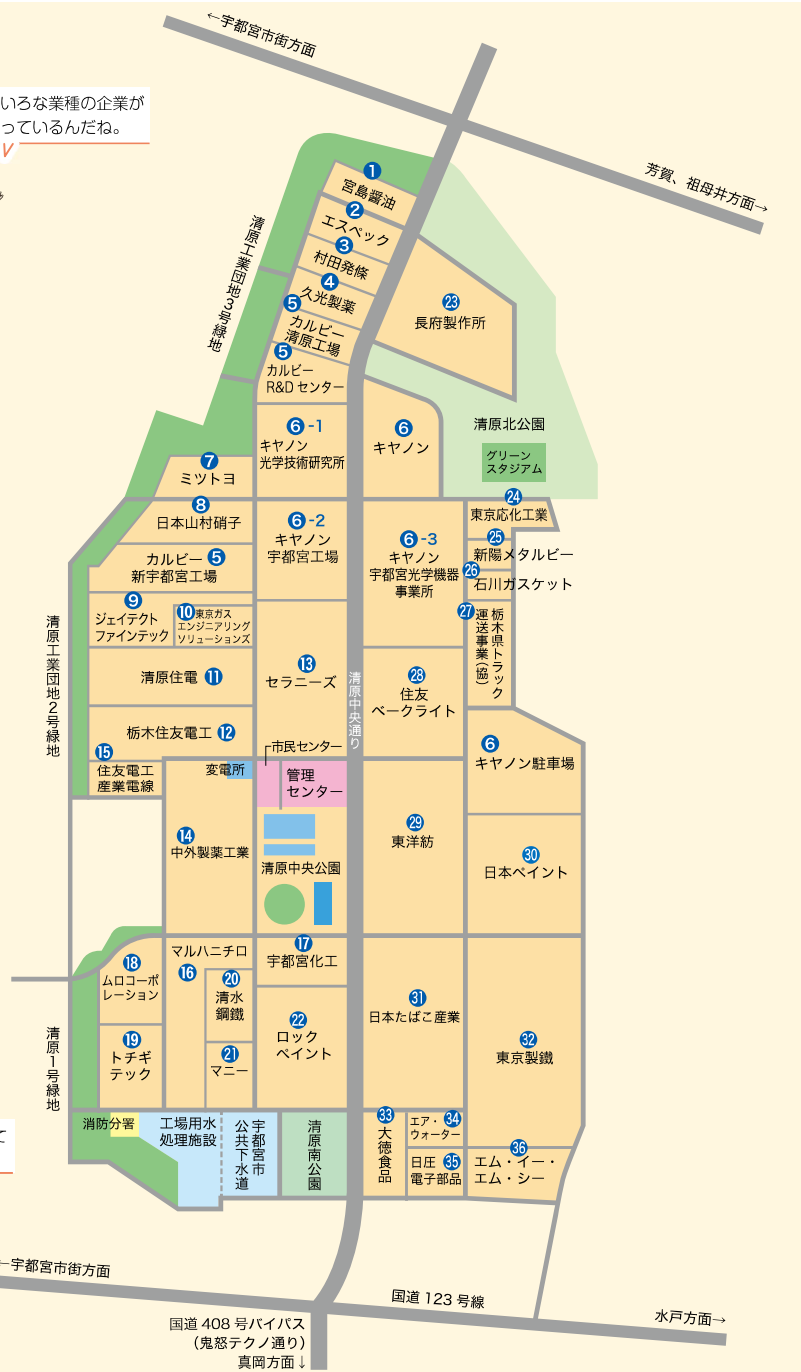 ←宇都宮市街方面
いろな業種の企業が
っているんだね。
芳賀、祖母井方面→
1
宮島醤油
2
エスペック
3
村田発條
4
久光製薬
5
カルビー
清原工場
5
カルビー
R&Dセンター
清原工業団地3号緑地
23
長府製作所
6-1
キヤノン
光学技術研究所
6
キヤノン
清原北公園
グリーン
スタジアム
7
ミツトヨ
8
日本山村硝子
6-2
キヤノン
宇都宮工場
6-3
キヤノン
宇都宮光学機器
事業所
24
東京応化工業
25
新陽メタルビー
26
石川ガスケット
27
栃木県トラック
運送事業(協)
カルビー 5
新宇都宮工場
9
ジェイテクト
ファインテック
10 東京ガス
エンジニアリング
ソリューションズ
清原工業団地2号緑地
清原住電 11
13
セラニーズ
清原中央通り
28
住友
ベークライト
栃木住友電工 12
15
住友電工
産業電線
変電所
市民センター
管理
センター
6
キヤノン駐車場
14
中外製薬工業
清原中央公園
29
東洋紡
30
日本ペイント
マルハニチロ
16
17
宇都宮化工
18
ムロコーポ
レーション
20
清水
鋼鐵
31
日本たばこ産業
清原1号緑地
19
トチギ
テック
21
マニー
22
ロック
ペイント
32
東京製鐵
消防分署
工場用水
処理施設
宇都宮市
公共下水道
清原南公園
33
大徳食品
エア・ 34
ウォーター
日圧 35
電子部品
36
エム・イー・
エム・シー
て
←宇都宮市街方面
国道123号線
水戸方面→
国道408号バイパス
(鬼怒テクノ通り)
真岡方面↓